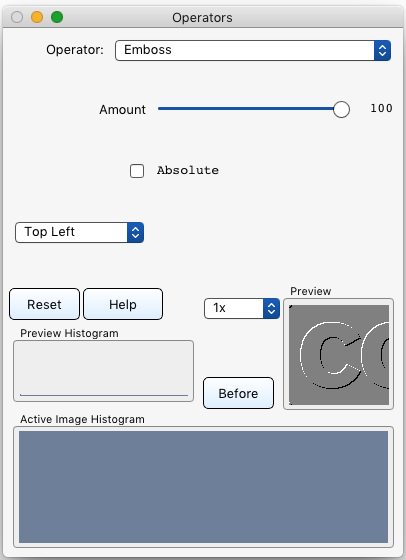 Operators
Operator: Emboss
Amount 100
Absolute
Top Left
Reset Help 1x Preview
Preview Histogram
Before
Active Image Histogram